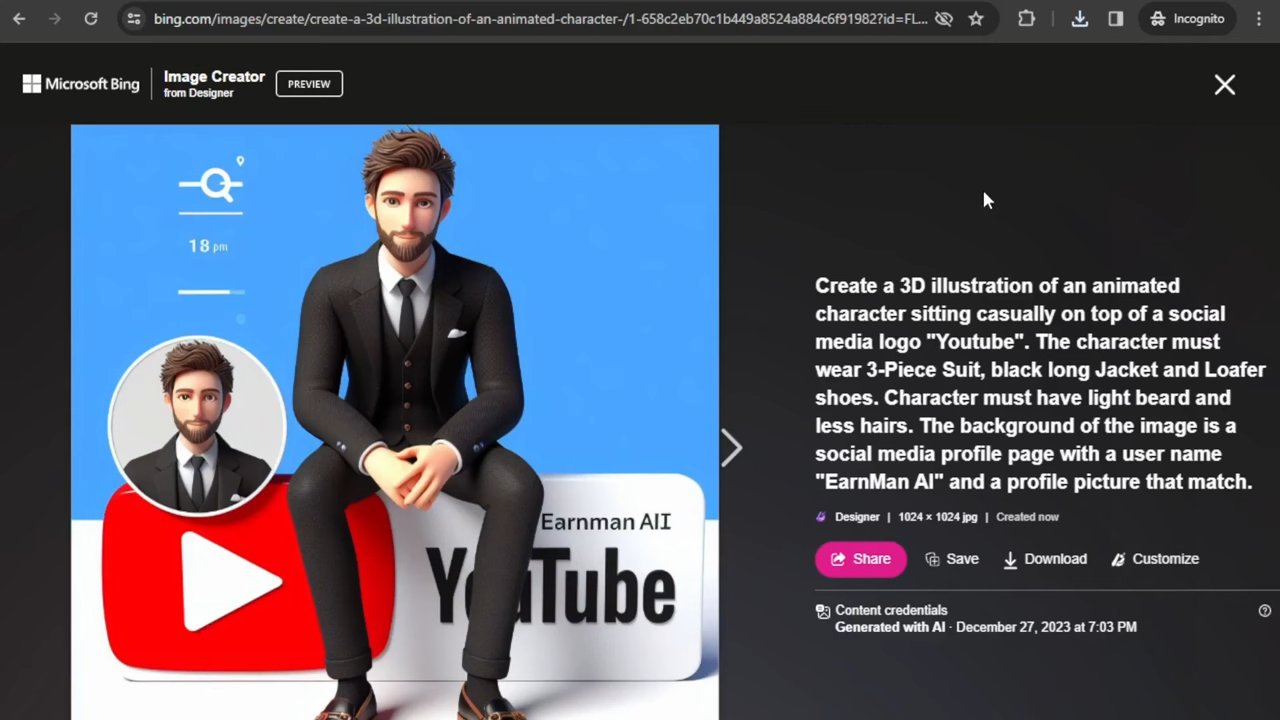 bing.com/images/create/create-a-3d-illustration-of-an-animated-character-/1-658c2eb70c1b449a8524a884c6f91982?id=FL...
Incognito
Microsoft Bing
Image Creator
from Designer
PREVIEW
18 pm
Earnman AII
YouTube
Create a 3D illustration of an animated
character sitting casually on top of a social
media logo "Youtube". The character must
wear 3-Piece Suit, black long Jacket and Loafer
shoes. Character must have light beard and
less hairs. The background of the image is a
social media profile page with a user name
"EarnMan AI" and a profile picture that match.
Designer | 1024 × 1024 jpg | Created now
Share Save Download Customize
Content credentials
Generated with AI · December 27, 2023 at 7:03 PM